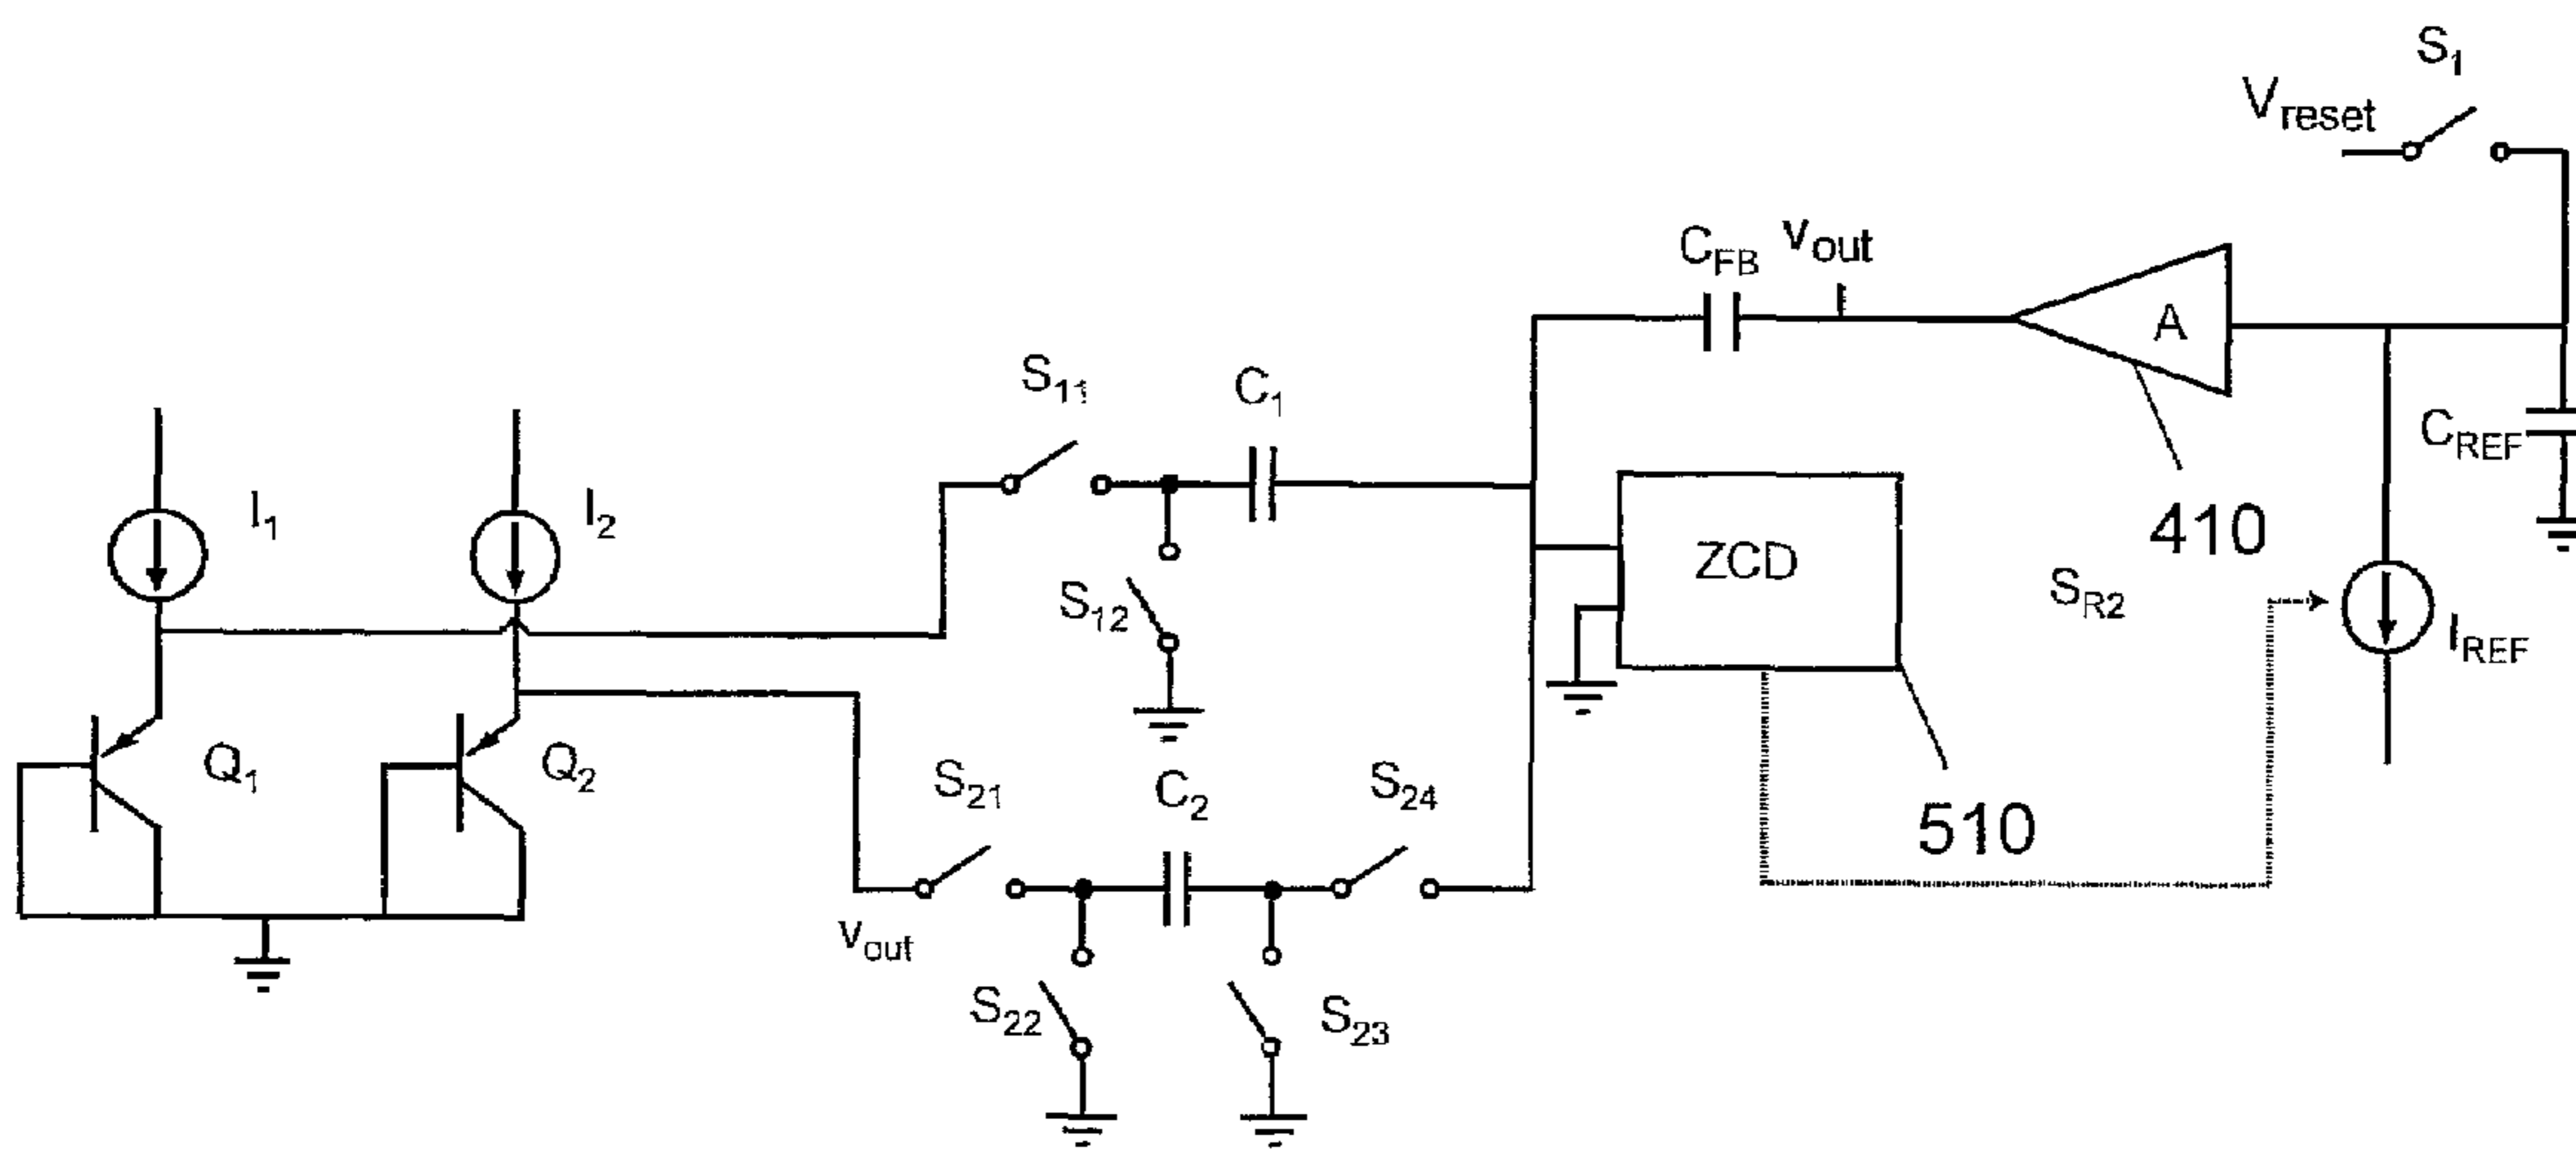 S1
Vreset
CFB
vout
A
S11
C1
CREF
I1
I2
410
S12
ZCD
SR2
IREF
Q1
Q2
S21
C2
S24
510
vout
S22
S23